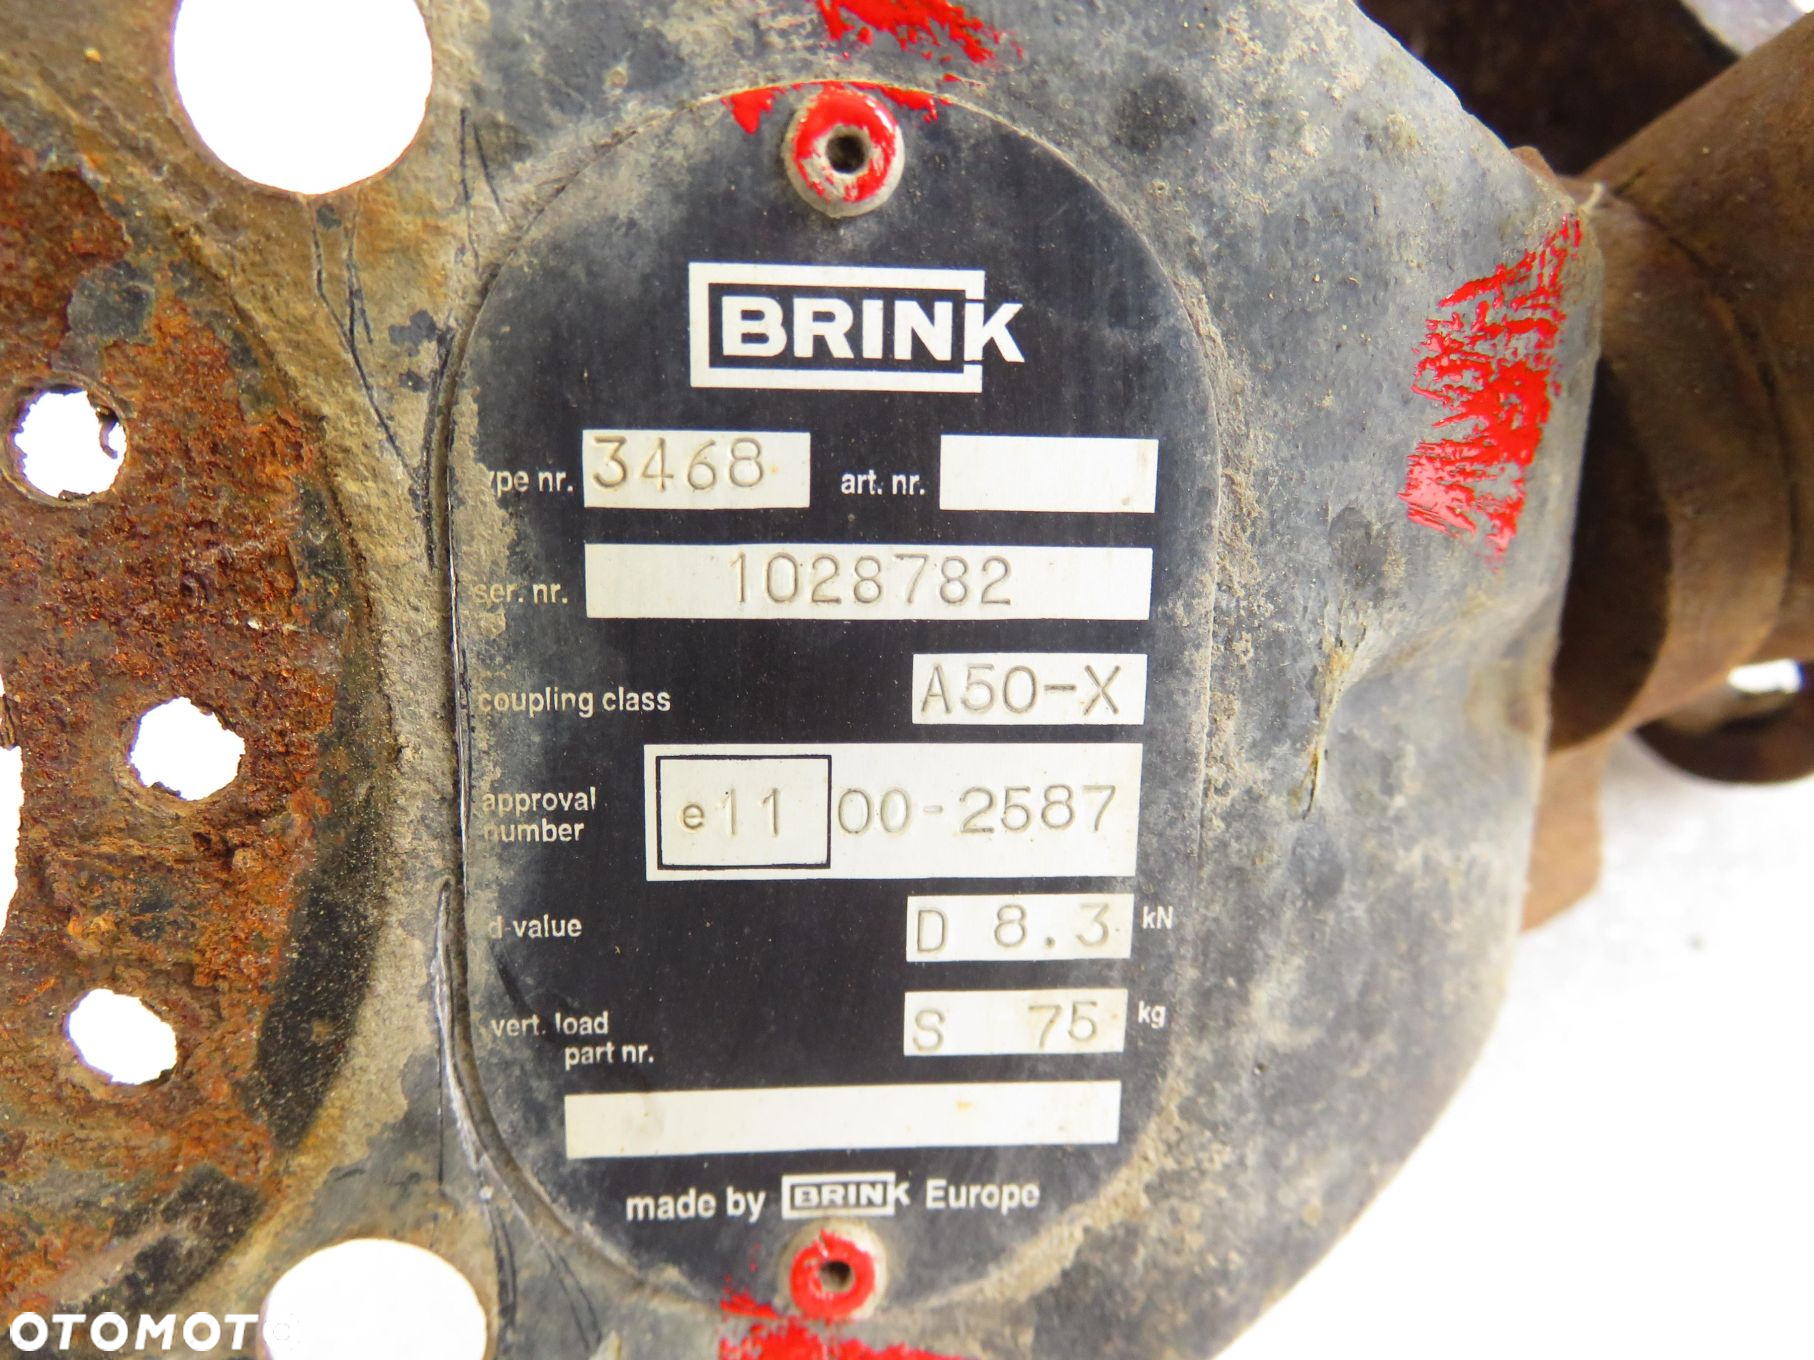 BRINK
ype nr. 3468 art. nr.
ser. nr. 1028782
coupling class A50-X
approval number e11 00-2587
d-value D 8.3 kN
vert. load S 75 kg
part nr.
made by BRINK Europe
OTOMOTO